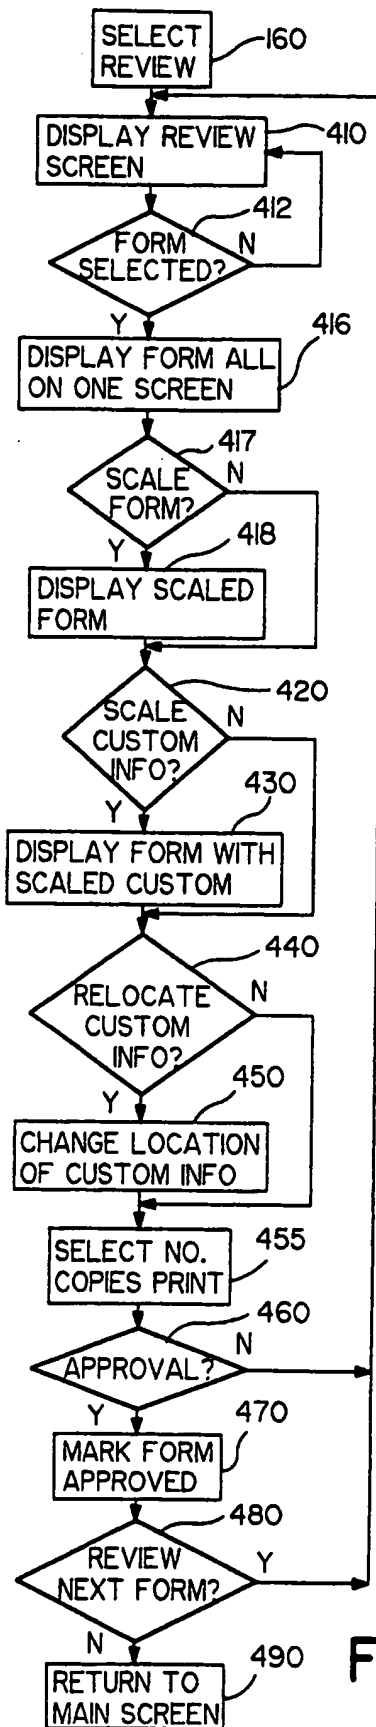 SELECT
REVIEW
160
DISPLAY REVIEW
SCREEN
410
412
FORM
SELECTED?
N
Y
416
DISPLAY FORM ALL
ON ONE SCREEN
417
SCALE
FORM?
N
Y
418
DISPLAY SCALED
FORM
420
SCALE
CUSTOM
INFO?
N
Y
430
DISPLAY FORM WITH
SCALED CUSTOM
440
RELOCATE
CUSTOM
INFO?
N
Y
450
CHANGE LOCATION
OF CUSTOM INFO
SELECT NO.
COPIES PRINT
455
460
APPROVAL?
N
Y
470
MARK FORM
APPROVED
480
REVIEW
NEXT FORM?
Y
N
490
RETURN TO
MAIN SCREEN
F